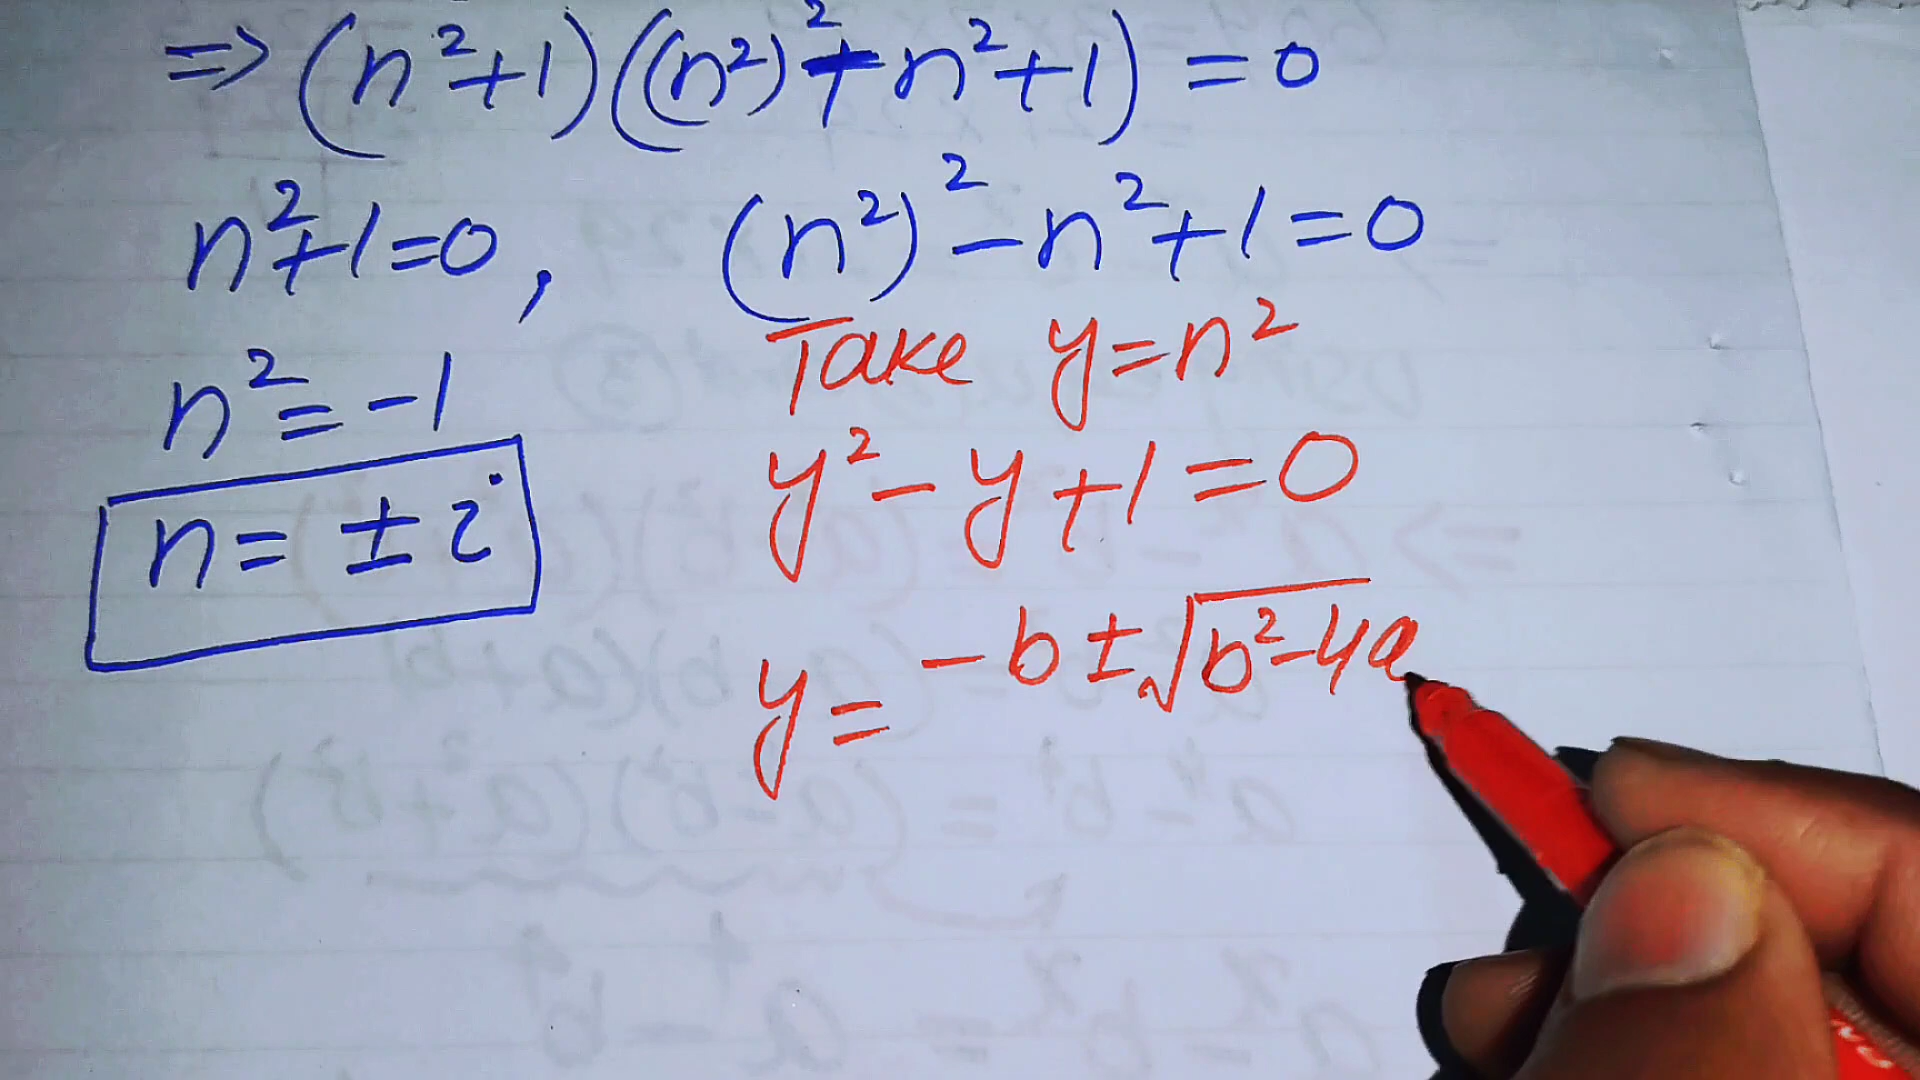 => (n²+1)((n²)²-n²+1) = 0
n²+1=0, (n²)²-n²+1=0
Take y=n²
n²=-1
y²-y+1=0
n= ±i
y= -b±√b²-4a